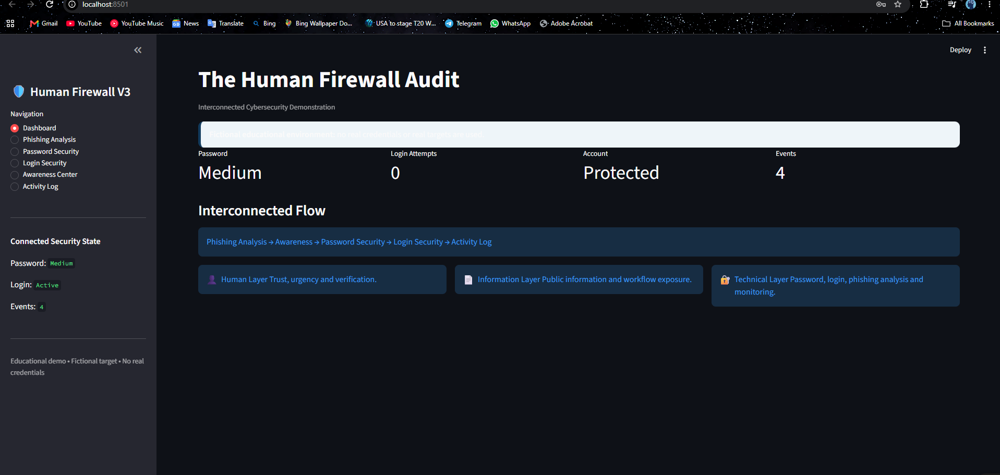 localhost:8501
Gmail
YouTube
YouTube Music
News
Translate
Bing
Bing Wallpaper Do...
USA to stage T20 W...
Telegram
WhatsApp
Adobe Acrobat
All Bookmarks
Deploy
Human Firewall V3
Navigation
Dashboard
Phishing Analysis
Password Security
Login Security
Awareness Center
Activity Log
Connected Security State
Password: Medium
Login: Active
Events: 4
Educational demo • Fictional target • No real
credentials
The Human Firewall Audit
Interconnected Cybersecurity Demonstration
Fictional educational environment: no real credentials or real targets are used.
Password
Medium
Login Attempts
0
Account
Protected
Events
4
Interconnected Flow
Phishing Analysis → Awareness → Password Security → Login Security → Activity Log
Human Layer Trust, urgency and verification.
Information Layer Public information and workflow exposure.
Technical Layer Password, login, phishing analysis and
monitoring.